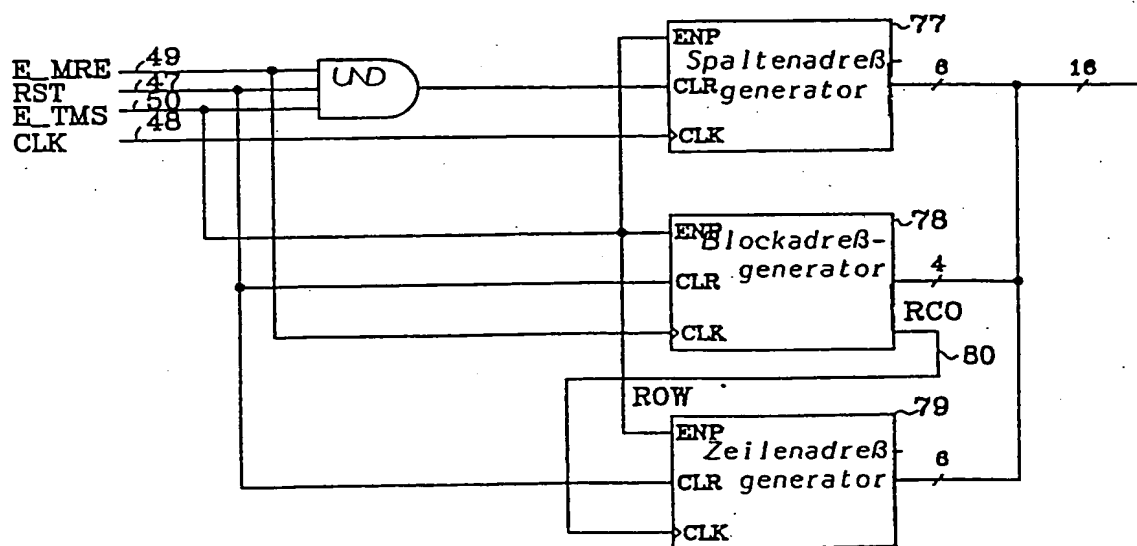 E_MRE 49
RST 47
E_TMS 50
CLK 48
UND
77
ENP
Spaltenadreß-
CLR generator
CLK
6
16
78
ENP Blockadreß-
generator
CLR
CLK
4
RCO
80
ROW
79
ENP
Zeilenadreß-
CLR generator
CLK
6